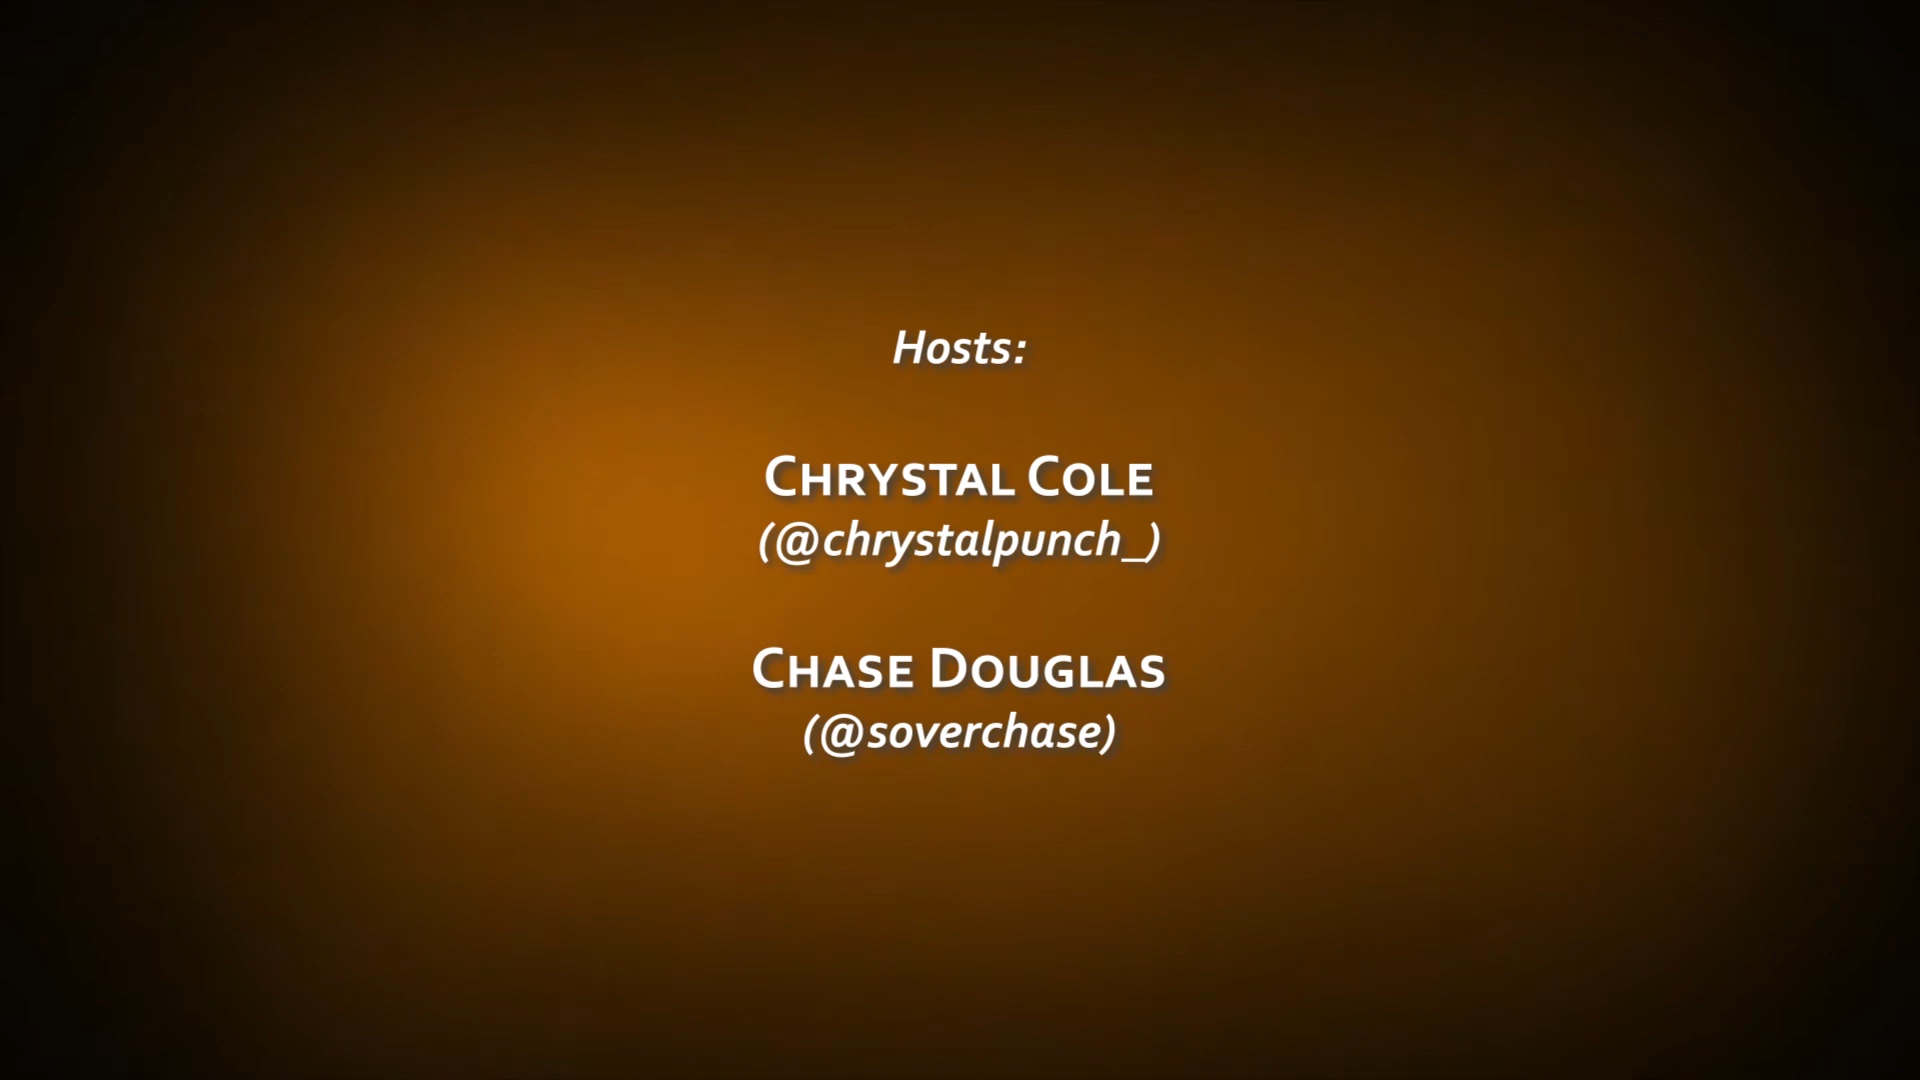 Hosts:
Chrystal Cole
(@chrystalpunch_)
Chase Douglas
(@soverchase)